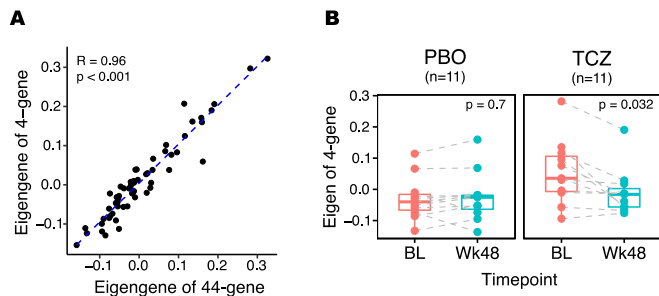 A
R = 0.96
p < 0.001
Eigengene of 4-gene
0.3
0.2
0.1
0.0
−0.1
−0.1 0.0 0.1 0.2 0.3
Eigengene of 44-gene
B
PBO TCZ
(n=11) (n=11)
Eigen of 4-gene
0.3
0.2
0.1
0.0
−0.1
p = 0.7 p = 0.032
BL Wk48 BL Wk48
Timepoint